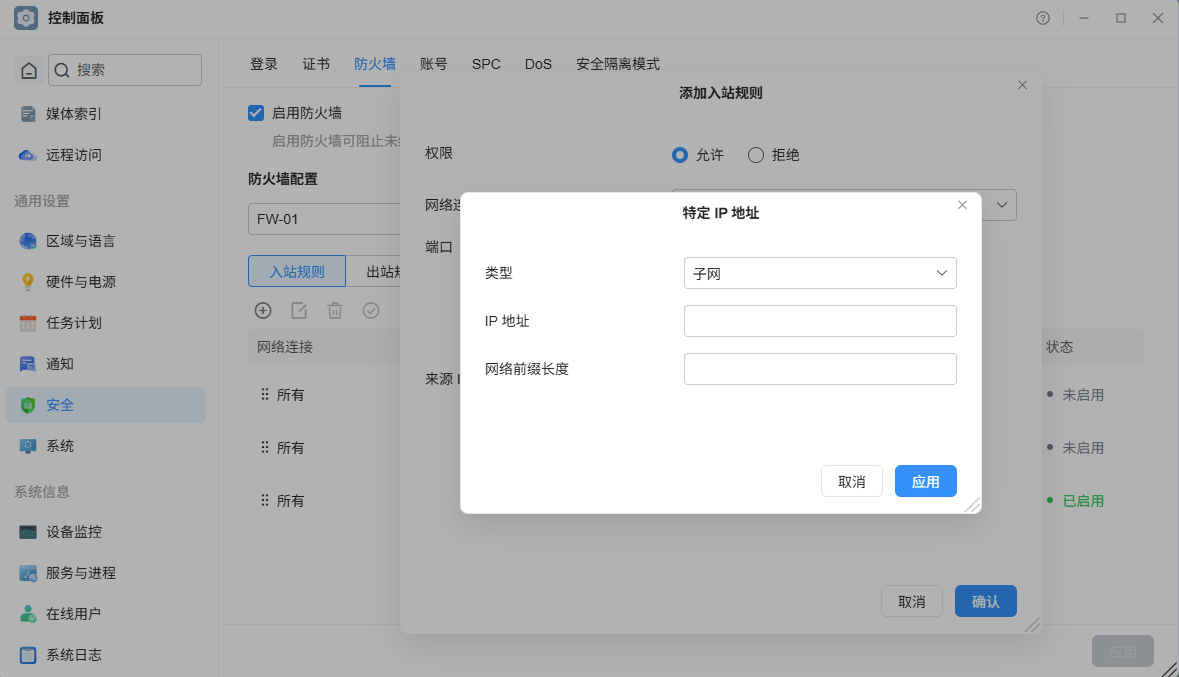 控制面板
搜索
媒体索引
远程访问
通用设置
区域与语言
硬件与电源
任务计划
通知
安全
系统
系统信息
设备监控
服务与进程
在线用户
系统日志
登录 证书 防火墙 账号 SPC DoS 安全隔离模式
启用防火墙
启用防火墙可阻止未
防火墙配置
FW-01
入站规则 出站规
网络连接 状态
所有 未启用
所有 未启用
所有 已启用
应用
添加入站规则
权限 允许 拒绝
网络连
端口
来源 I
取消 确认
特定 IP 地址
类型 子网
IP 地址
网络前缀长度
取消 应用